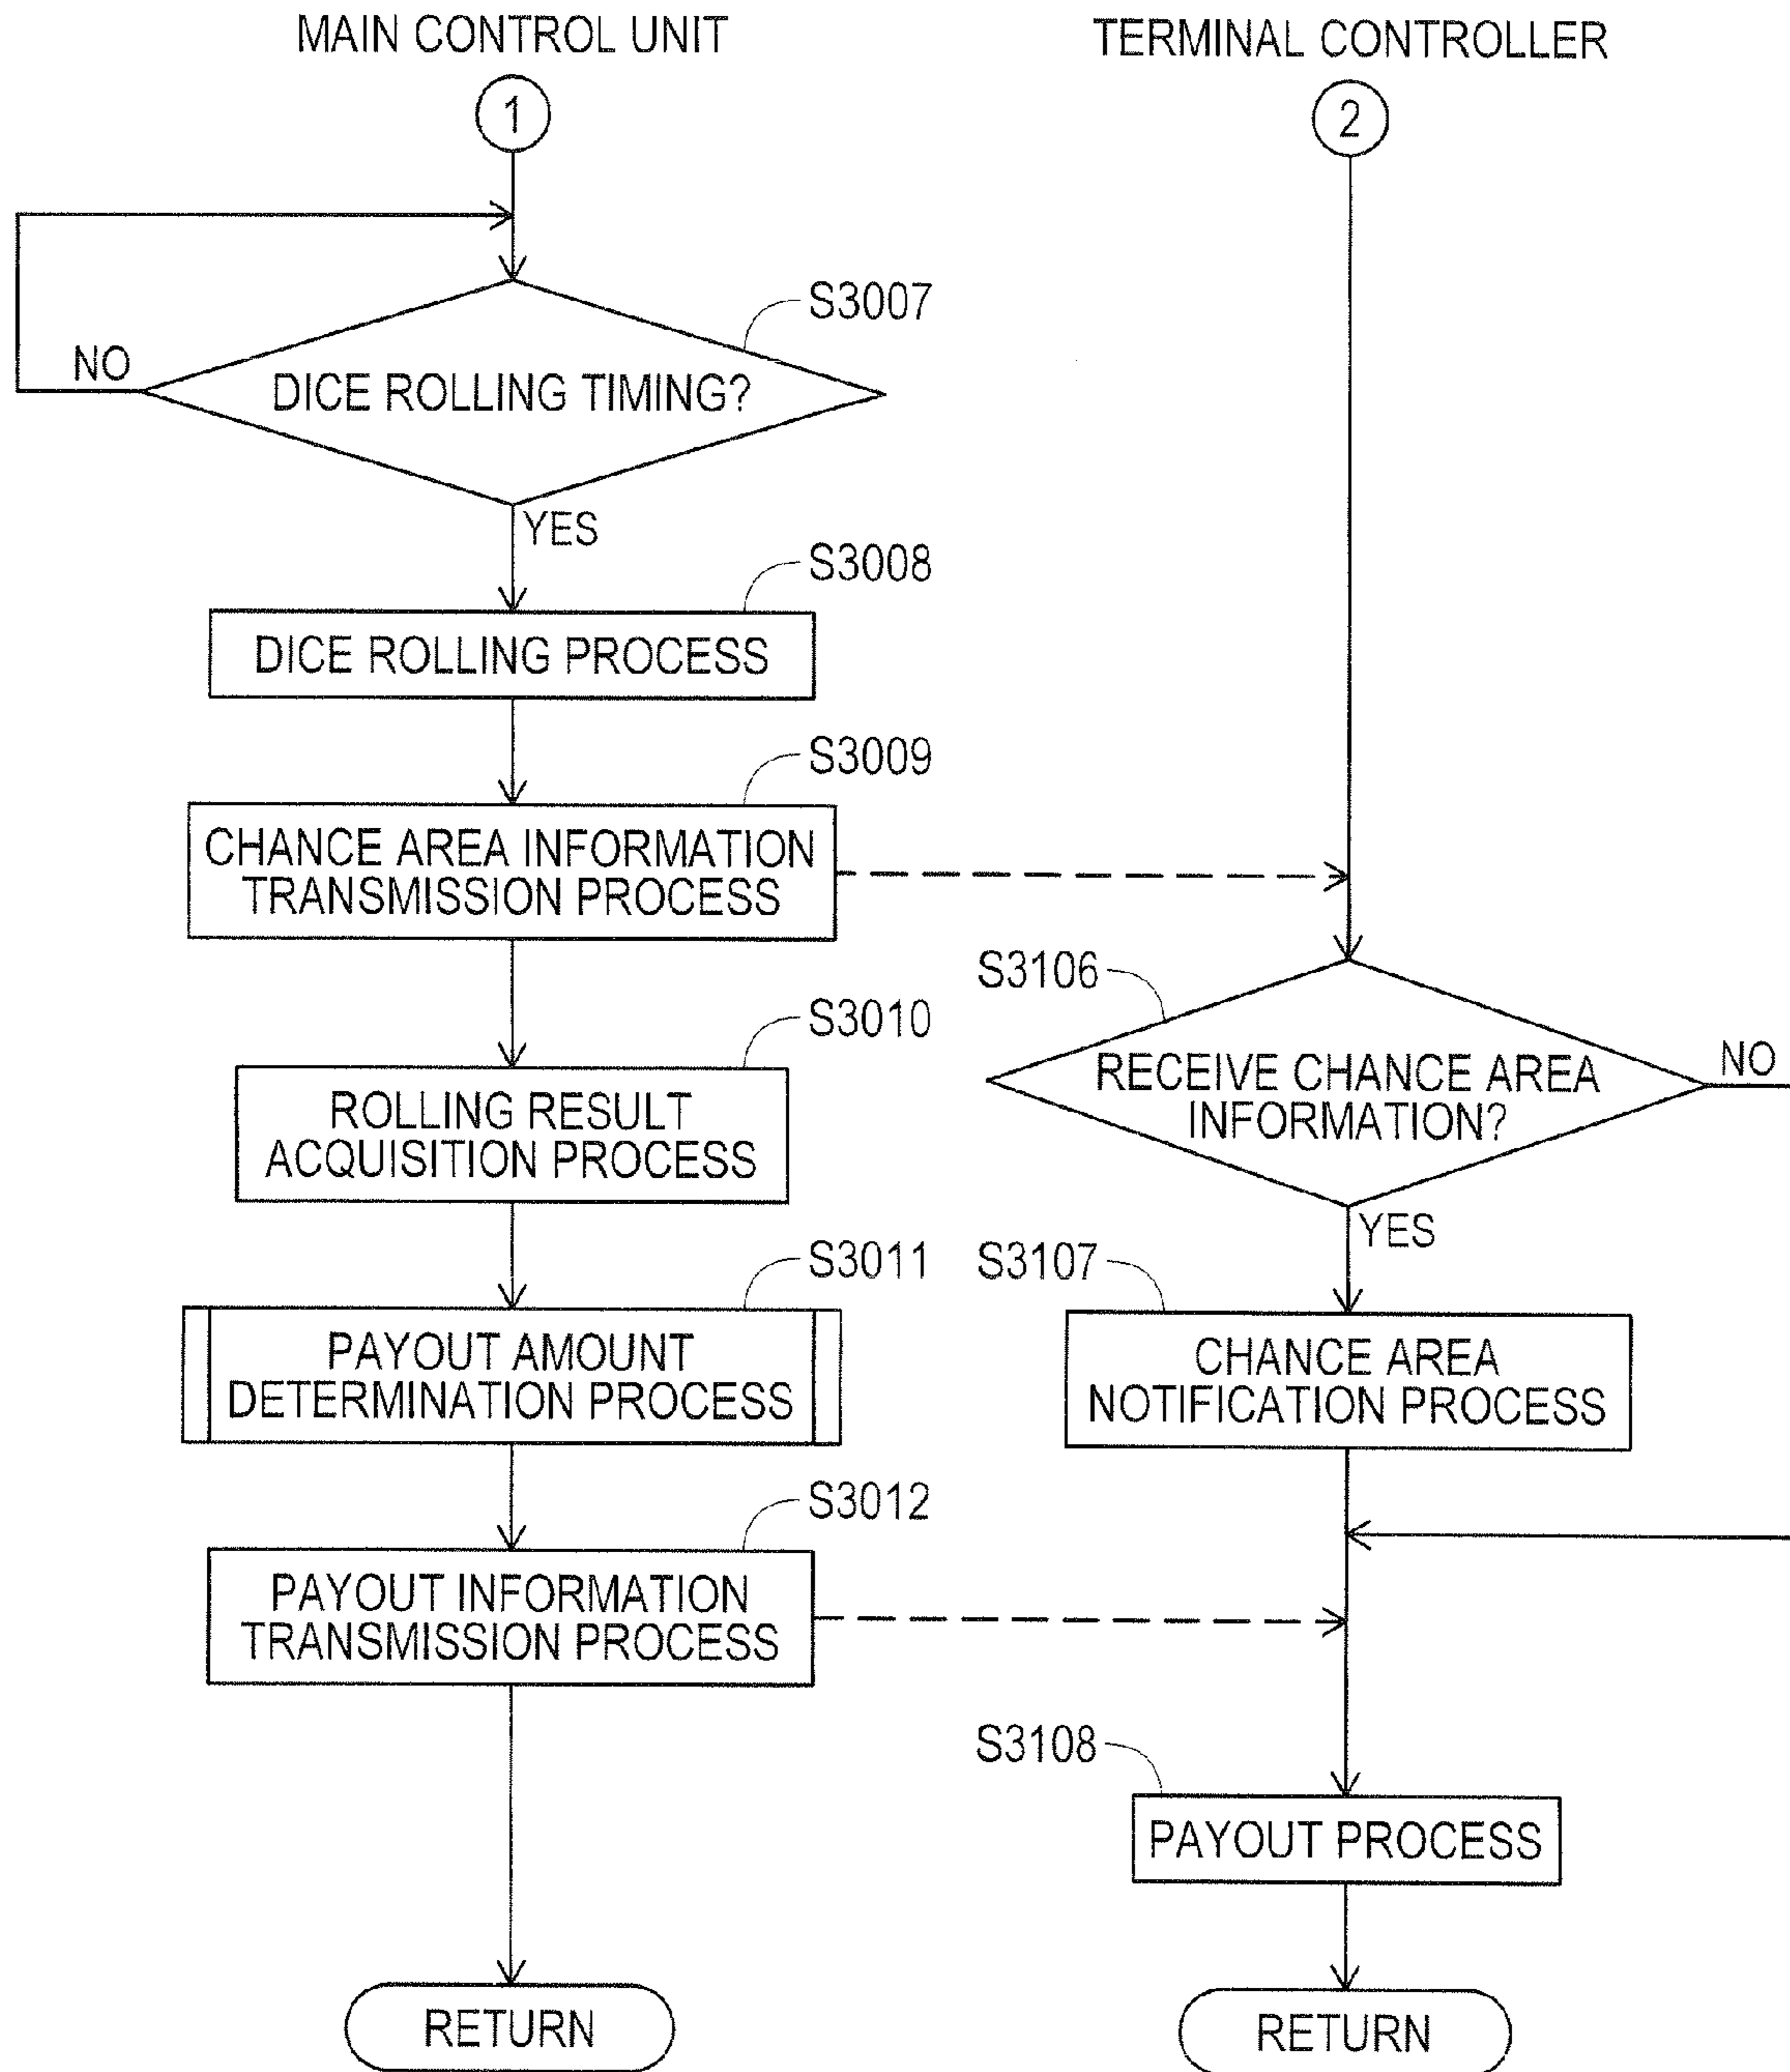 MAIN CONTROL UNIT
1
S3007
NO
DICE ROLLING TIMING?
YES
S3008
DICE ROLLING PROCESS
S3009
CHANCE AREA INFORMATION
TRANSMISSION PROCESS
S3010
ROLLING RESULT
ACQUISITION PROCESS
S3011
PAYOUT AMOUNT
DETERMINATION PROCESS
S3012
PAYOUT INFORMATION
TRANSMISSION PROCESS
RETURN
TERMINAL CONTROLLER
2
S3106
RECEIVE CHANCE AREA
INFORMATION?
NO
YES
S3107
CHANCE AREA
NOTIFICATION PROCESS
S3108
PAYOUT PROCESS
RETURN